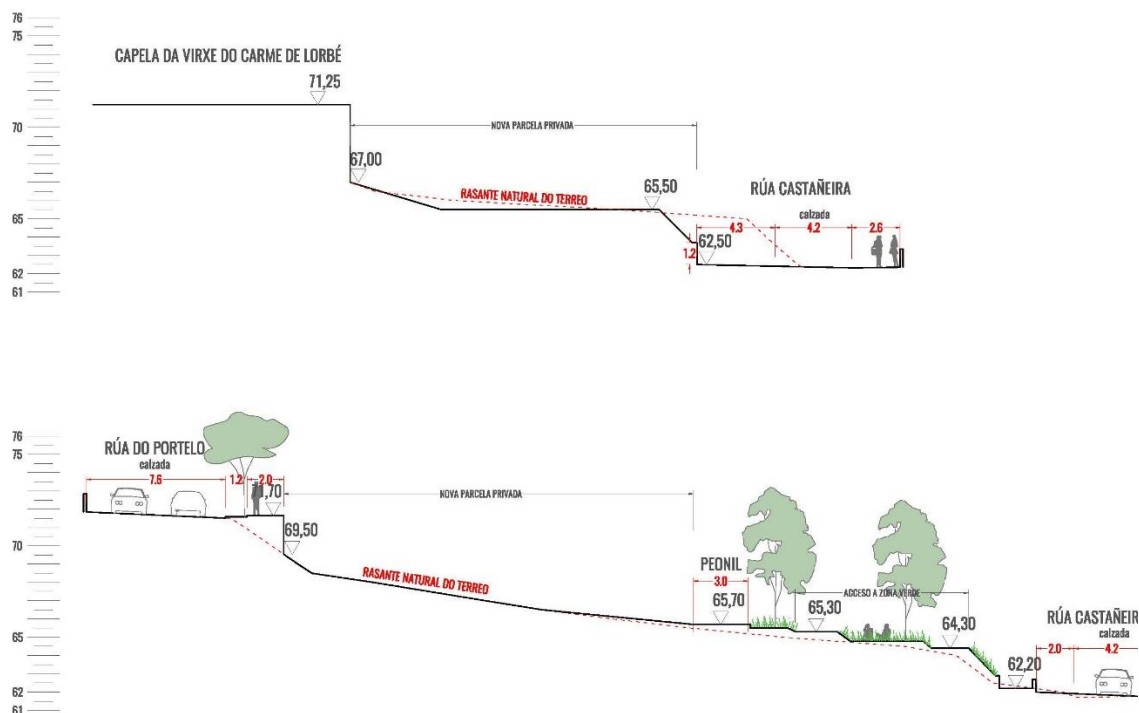 76
75
CAPELA DA VIRXE DO CARME DE LORBÉ
71,25
70
NOVA PARCELA PRIVADA
67,00
RASANTE NATURAL DO TERREO
65,50
RÚA CASTAÑEIRA
65
calzada
4.3
4.2
2.6
62,50
1.2
62
61
76
75
RÚA DO PORTELO
calzada
7.6
1.2
2.0
,70
NOVA PARCELA PRIVADA
70
69,50
RASANTE NATURAL DO TERREO
PEONIL
3.0
ACCESO A ZONA VERDE
65,70
65,30
64,30
65
RÚA CASTAÑEIR
calzada
62,20
2.0
4.2
62
61